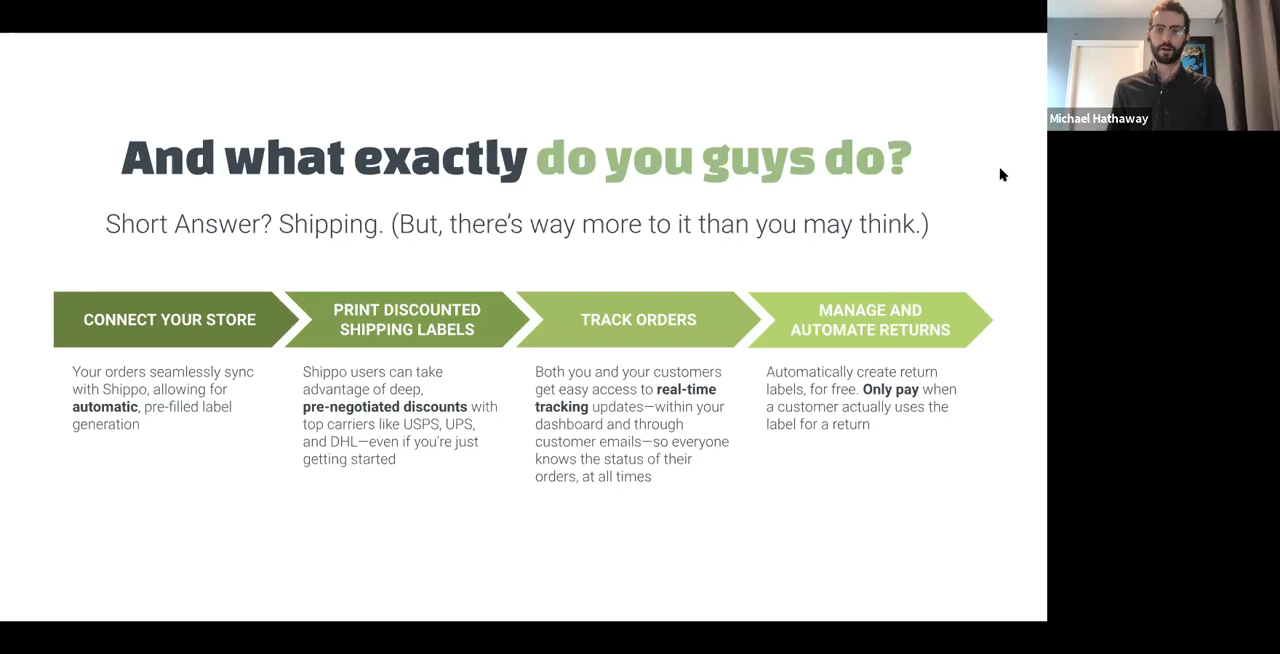 And what exactly do you guys do?
Short Answer? Shipping. (But, there's way more to it than you may think.)
CONNECT YOUR STORE
Your orders seamlessly sync
with Shippo, allowing for
automatic, pre-filled label
generation
PRINT DISCOUNTED
SHIPPING LABELS
Shippo users can take
advantage of deep,
pre-negotiated discounts with
top carriers like USPS, UPS,
and DHL—even if you're just
getting started
TRACK ORDERS
Both you and your customers
get easy access to real-time
tracking updates—within your
dashboard and through
customer emails—so everyone
knows the status of their
orders, at all times
MANAGE AND
AUTOMATE RETURNS
Automatically create return
labels, for free. Only pay when
a customer actually uses the
label for a return
Michael Hathaway